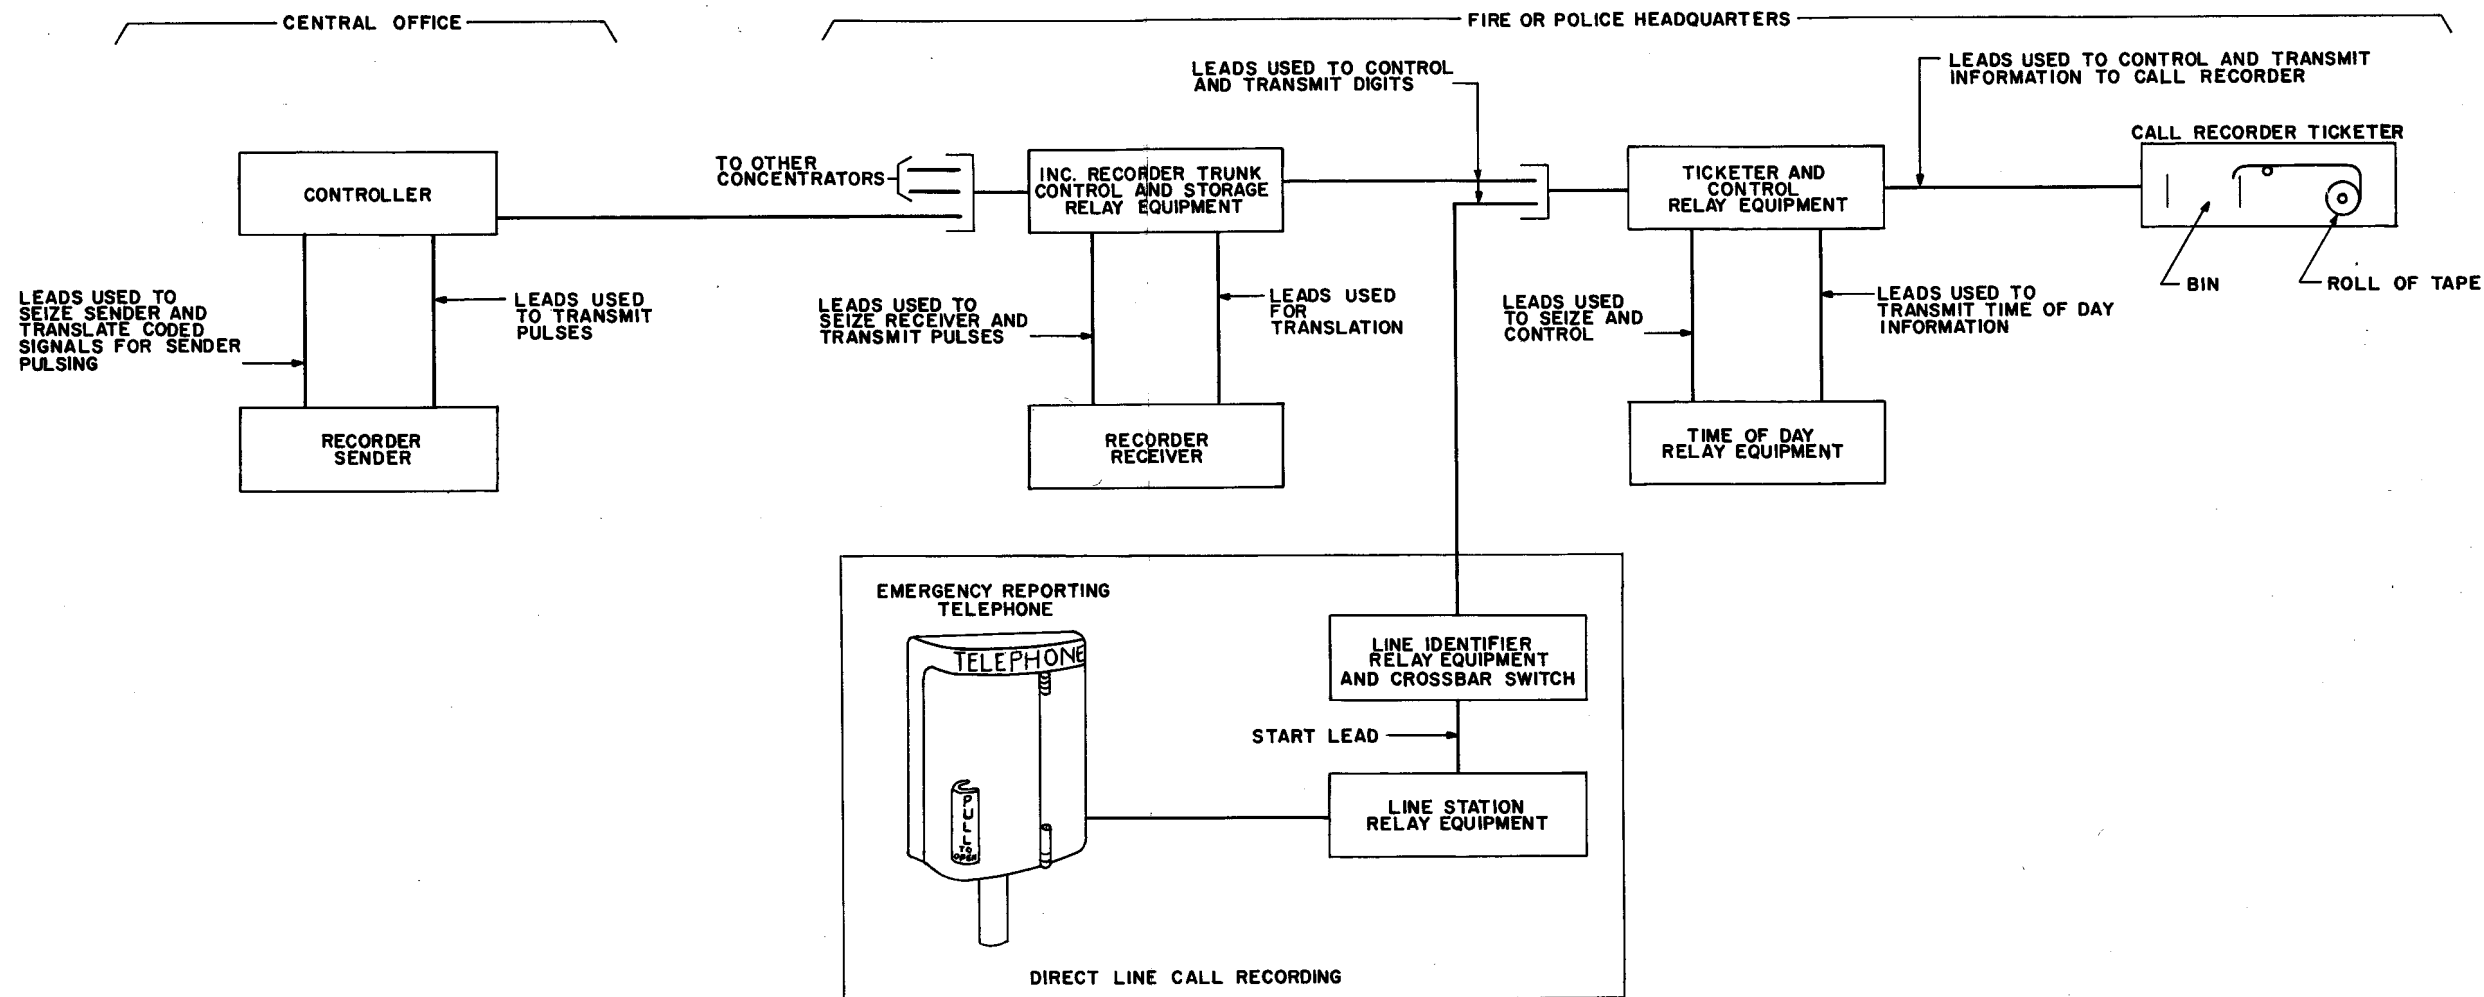 CENTRAL OFFICE
FIRE OR POLICE HEADQUARTERS
LEADS USED TO CONTROL
AND TRANSMIT DIGITS
LEADS USED TO CONTROL AND TRANSMIT
INFORMATION TO CALL RECORDER
CALL RECORDER TICKETER
CONTROLLER
TO OTHER
CONCENTRATORS
INC. RECORDER TRUNK
CONTROL AND STORAGE
RELAY EQUIPMENT
TICKETER AND
CONTROL
RELAY EQUIPMENT
BIN
ROLL OF TAPE
LEADS USED TO
SEIZE SENDER AND
TRANSLATE CODED
SIGNALS FOR SENDER
PULSING
LEADS USED
TO TRANSMIT
PULSES
LEADS USED TO
SEIZE RECEIVER AND
TRANSMIT PULSES
LEADS USED
FOR
TRANSLATION
LEADS USED
TO SEIZE AND
CONTROL
LEADS USED TO
TRANSMIT TIME OF DAY
INFORMATION
RECORDER
SENDER
RECORDER
RECEIVER
TIME OF DAY
RELAY EQUIPMENT
EMERGENCY REPORTING
TELEPHONE
TELEPHONE
PULL
TO
OPEN
LINE IDENTIFIER
RELAY EQUIPMENT
AND CROSSBAR SWITCH
START LEAD
LINE STATION
RELAY EQUIPMENT
DIRECT LINE CALL RECORDING